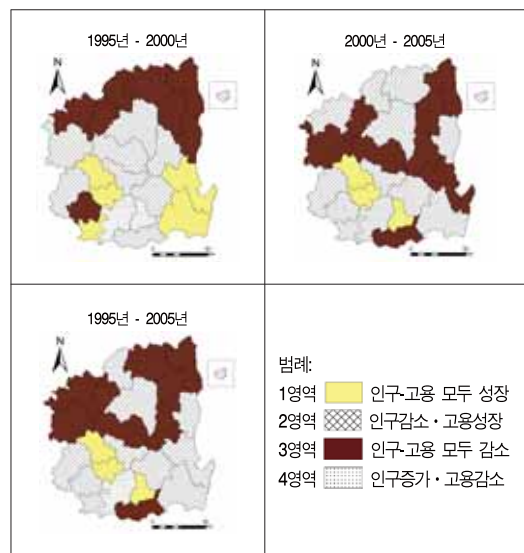 1995년 - 2000년
2000년 - 2005년
N
N
1995년 - 2005년
N
범례:
1영역 인구-고용 모두 성장
2영역 인구감소・고용성장
3영역 인구-고용 모두 감소
4영역 인구증가・고용감소